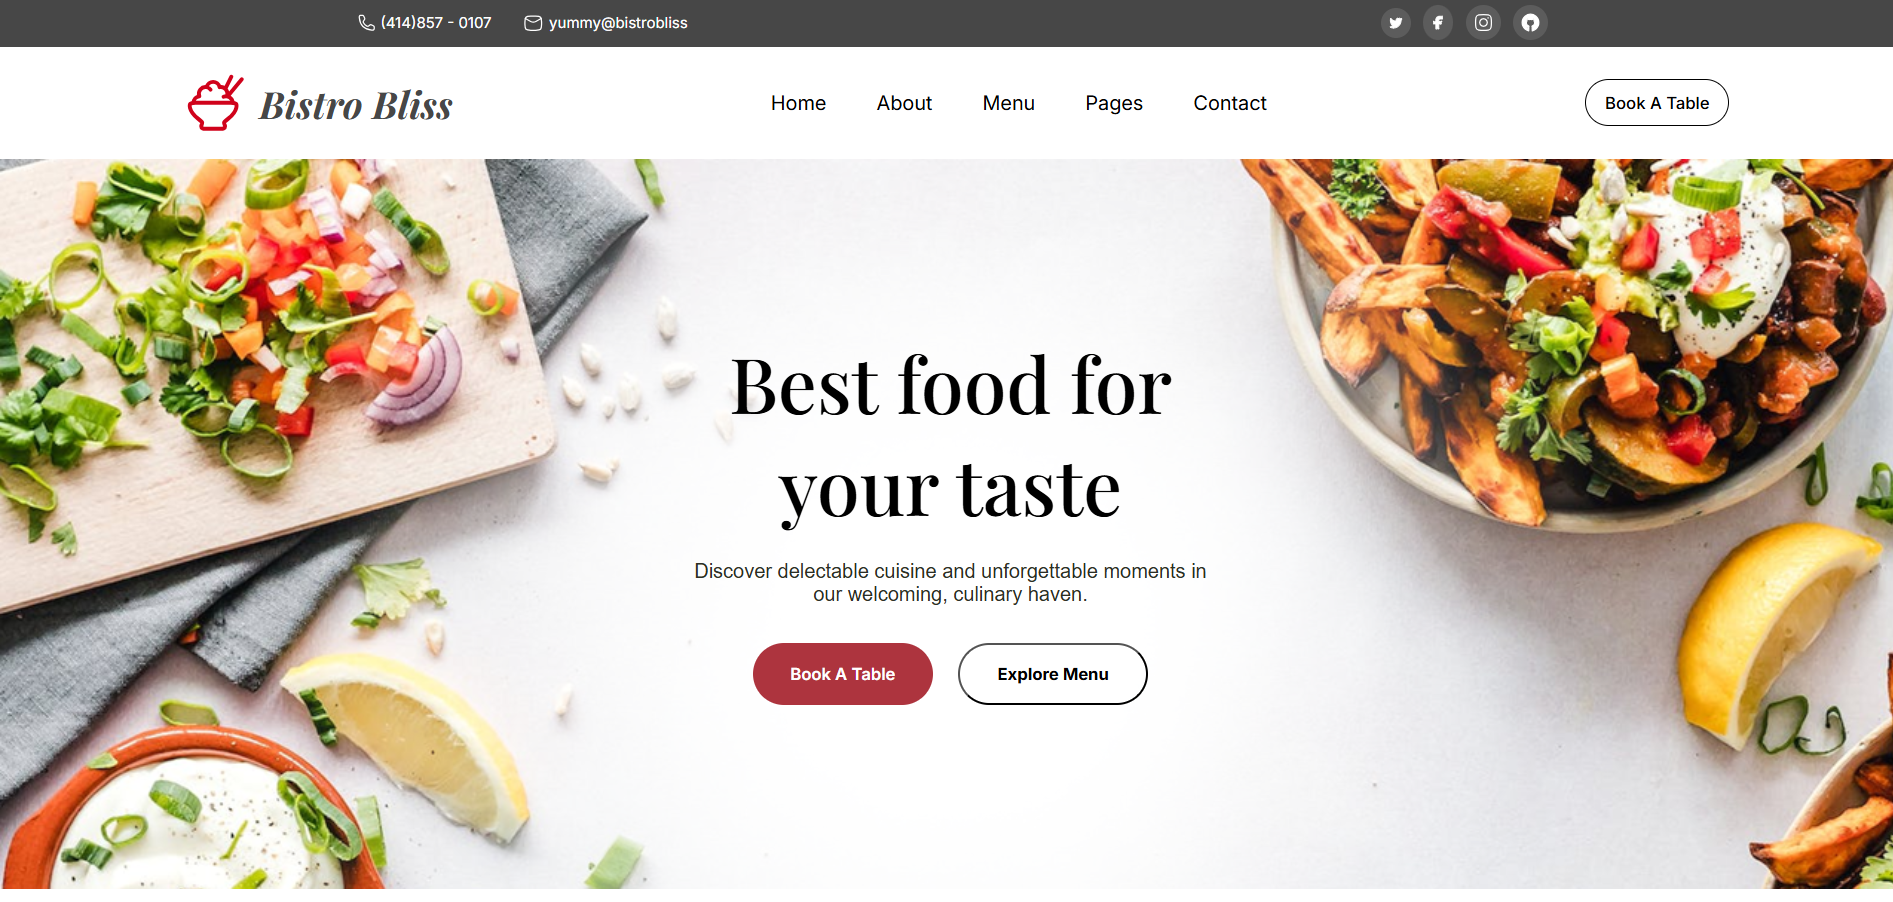 (414)857 - 0107
yummy@bistrobliss
Bistro Bliss
Home
About
Menu
Pages
Contact
Book A Table
Best food for
your taste
Discover delectable cuisine and unforgettable moments in
our welcoming, culinary haven.
Book A Table
Explore Menu